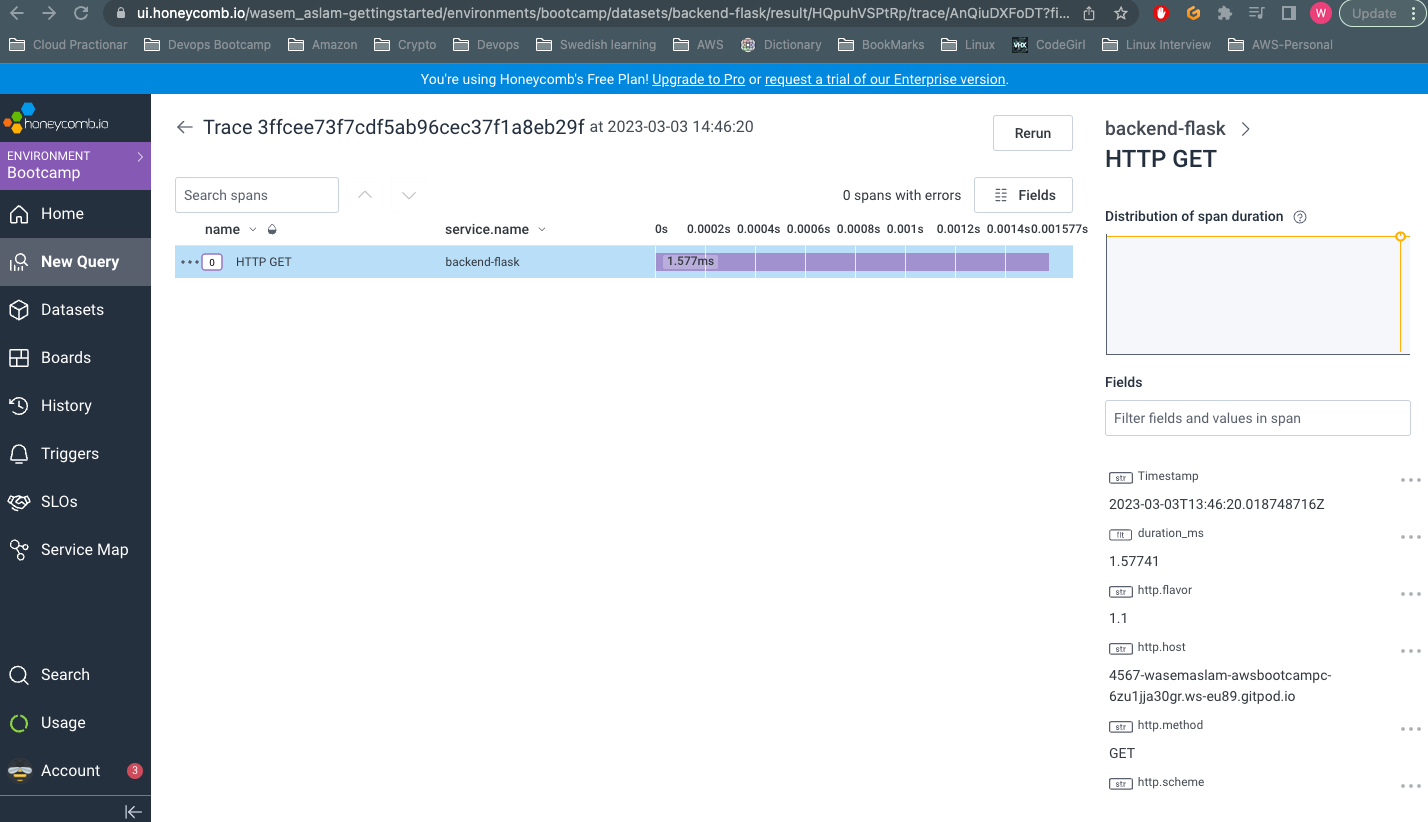 ui.honeycomb.io/wasem_aslam-gettingstarted/environments/bootcamp/datasets/backend-flask/result/HQpuhVSPtRp/trace/AnQiuDXFoDT?fi...
W
Update
Cloud Practionar
Devops Bootcamp
Amazon
Crypto
Devops
Swedish learning
AWS
Dictionary
BookMarks
Linux
CodeGirl
Linux Interview
AWS-Personal
You're using Honeycomb's Free Plan! Upgrade to Pro or request a trial of our Enterprise version.
honeycomb.io
ENVIRONMENT
Bootcamp
Home
New Query
Datasets
Boards
History
Triggers
SLOs
Service Map
Search
Usage
Account 3
Trace 3ffcee73f7cdf5ab96cec37f1a8eb29f at 2023-03-03 14:46:20
Rerun
Search spans
0 spans with errors
Fields
name
service.name
0s 0.0002s 0.0004s 0.0006s 0.0008s 0.001s 0.0012s 0.0014s 0.001577s
0 HTTP GET backend-flask 1.577ms
backend-flask
HTTP GET
Distribution of span duration
Fields
Filter fields and values in span
str Timestamp
2023-03-03T13:46:20.018748716Z
flt duration_ms
1.57741
str http.flavor
1.1
str http.host
4567-wasemaslam-awsbootcampc-
6zu1jja30gr.ws-eu89.gitpod.io
str http.method
GET
str http.scheme